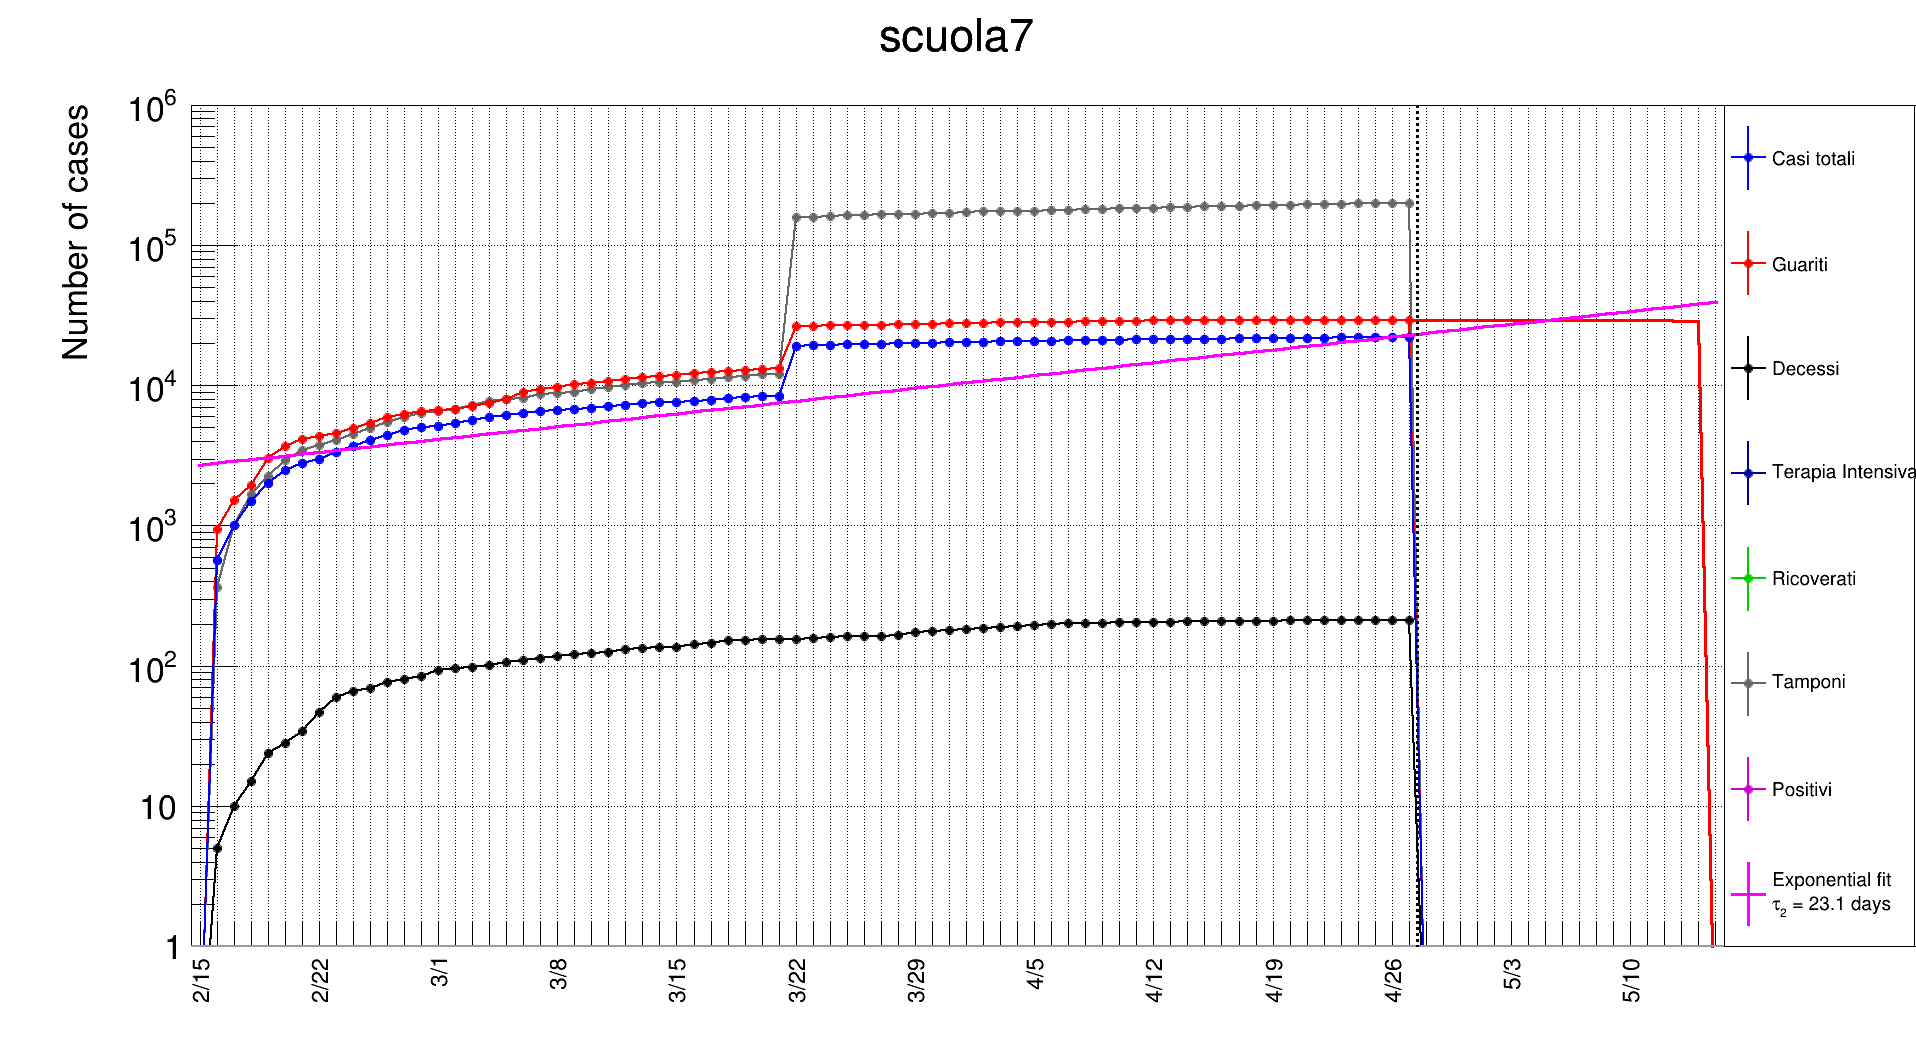 scuola7
Number of cases
10^6
10^5
10^4
10^3
10^2
10
1
2/15
2/22
3/1
3/8
3/15
3/22
3/29
4/5
4/12
4/19
4/26
5/3
5/10
Casi totali
Guariti
Decessi
Terapia Intensiva
Ricoverati
Tamponi
Positivi
Exponential fit
τ₂ = 23.1 days